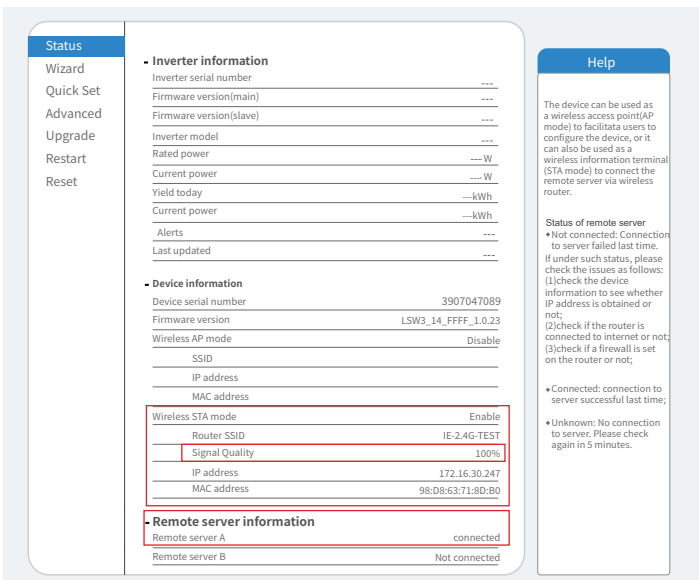 Status
Wizard
Quick Set
Advanced
Upgrade
Restart
Reset
- Inverter information
Inverter serial number ---
Firmware version(main) ---
Firmware version(slave) ---
Inverter model ---
Rated power --- W
Current power --- W
Yield today ---kWh
Current power ---kWh
Alerts ---
Last updated ---
- Device information
Device serial number 3907047089
Firmware version LSW3_14_FFFF_1.0.23
Wireless AP mode Disable
SSID
IP address
MAC address
Wireless STA mode Enable
Router SSID IE-2.4G-TEST
Signal Quality 100%
IP address 172.16.30.247
MAC address 98:D8:63:71:8D:B0
- Remote server information
Remote server A connected
Remote server B Not connected
Help
The device can be used as
a wireless access point(AP
mode) to facilitata users to
configure the device, or it
can also be used as a
wireless information terminal
(STA mode) to connect the
remote server via wireless
router.
Status of remote server
◆Not connected: Connection
to server failed last time.
If under such status, please
check the issues as follows:
(1)check the device
information to see whether
IP address is obtained or
not;
(2)check if the router is
connected to internet or not;
(3)check if a firewall is set
on the router or not;
◆Connected: connection to
server successful last time;
◆Unknown: No connection
to server. Please check
again in 5 minutes.